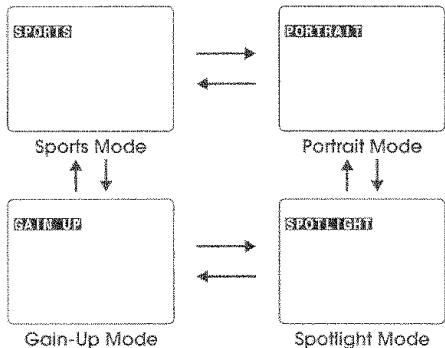 SPORTS
PORTRAIT
Sports Mode
Portrait Mode
GAIN UP
SPOTLIGHT
Gain-Up Mode
Spotlight Mode